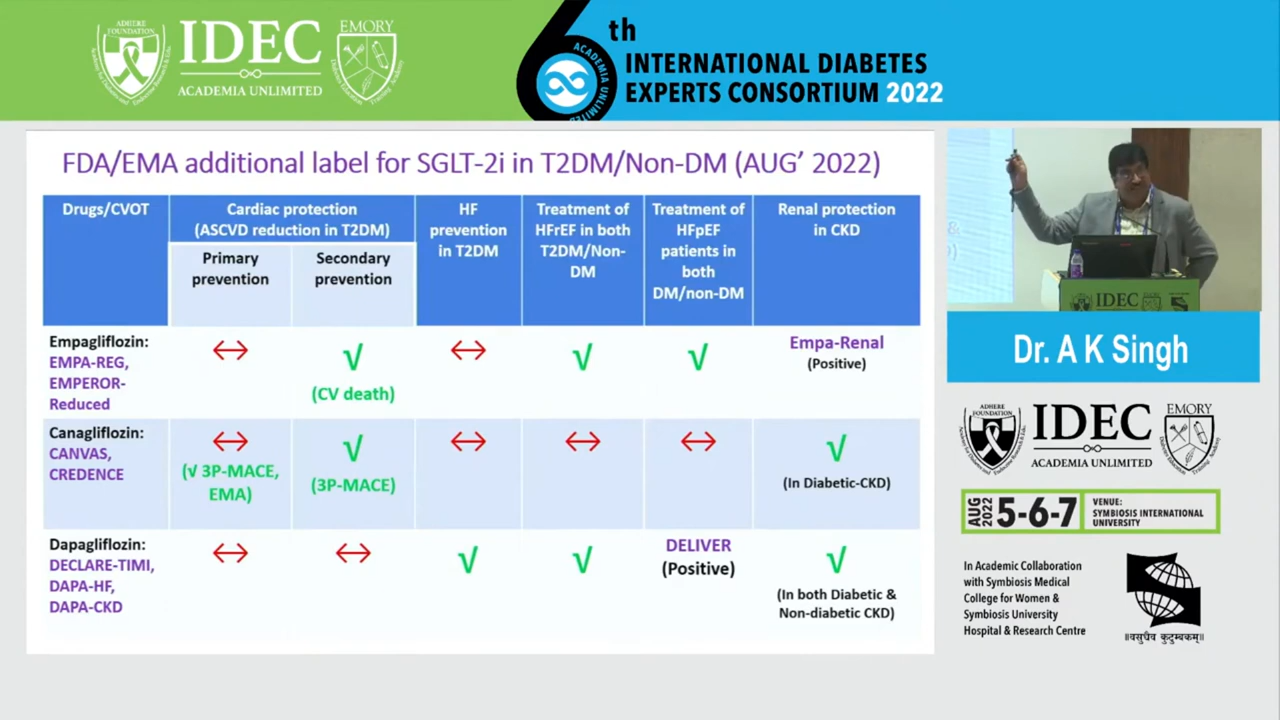 ADHERE
FOUNDATION
IDEC
ACADEMIA UNLIMITED
EMORY
6th
ACADEMIA UNLIMITED
INTERNATIONAL DIABETES
EXPERTS CONSORTIUM 2022
FDA/EMA additional label for SGLT-2i in T2DM/Non-DM (AUG’ 2022)
Drugs/CVOT
Cardiac protection
(ASCVD reduction in T2DM)
Primary
prevention
Secondary
prevention
HF
prevention
in T2DM
Treatment of
HFrEF in both
T2DM/Non-
DM
Treatment of
HFpEF
patients in
both
DM/non-DM
Renal protection
in CKD
Empagliflozin:
EMPA-REG,
EMPEROR-
Reduced
↔
√
(CV death)
↔
√
√
Empa-Renal
(Positive)
Canagliflozin:
CANVAS,
CREDENCE
↔
(√ 3P-MACE,
EMA)
√
(3P-MACE)
↔
↔
↔
√
(In Diabetic-CKD)
Dapagliflozin:
DECLARE-TIMI,
DAPA-HF,
DAPA-CKD
↔
↔
√
√
DELIVER
(Positive)
√
(In both Diabetic &
Non-diabetic CKD)
IDEC
Dr. A K Singh
ADHERE
FOUNDATION
IDEC
ACADEMIA UNLIMITED
EMORY
AUG
2022
5-6-7
VENUE:
SYMBIOSIS INTERNATIONAL
UNIVERSITY
In Academic Collaboration
with Symbiosis Medical
College for Women &
Symbiosis University
Hospital & Research Centre
॥वसुधैव कुटुम्बकम्॥